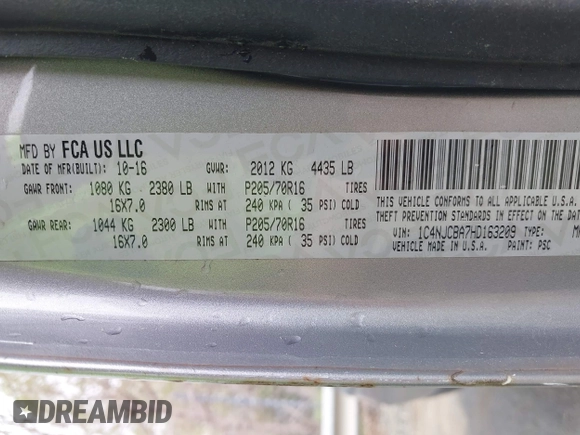 MFD BY FCA US LLC
DATE OF MFR(BUILT): 10-16 GVWR: 2012 KG 4435 LB
GAWR FRONT: 1080 KG 2380 LB WITH P205/70R16 TIRES
16X7.0 RIMS AT 240 KPA ( 35 PSI) COLD
GAWR REAR: 1044 KG 2300 LB WITH P205/70R16 TIRES
16X7.0 RIMS AT 240 KPA ( 35 PSI) COLD
THIS VEHICLE CONFORMS TO ALL APPLICABLE
THEFT PREVENTION STANDARDS IN EFFECT ON THE
VIN: 1C4NJCBA7HD163209 TYPE:
VEHICLE MADE IN U.S.A. PAINT: PSC
DREAMBID